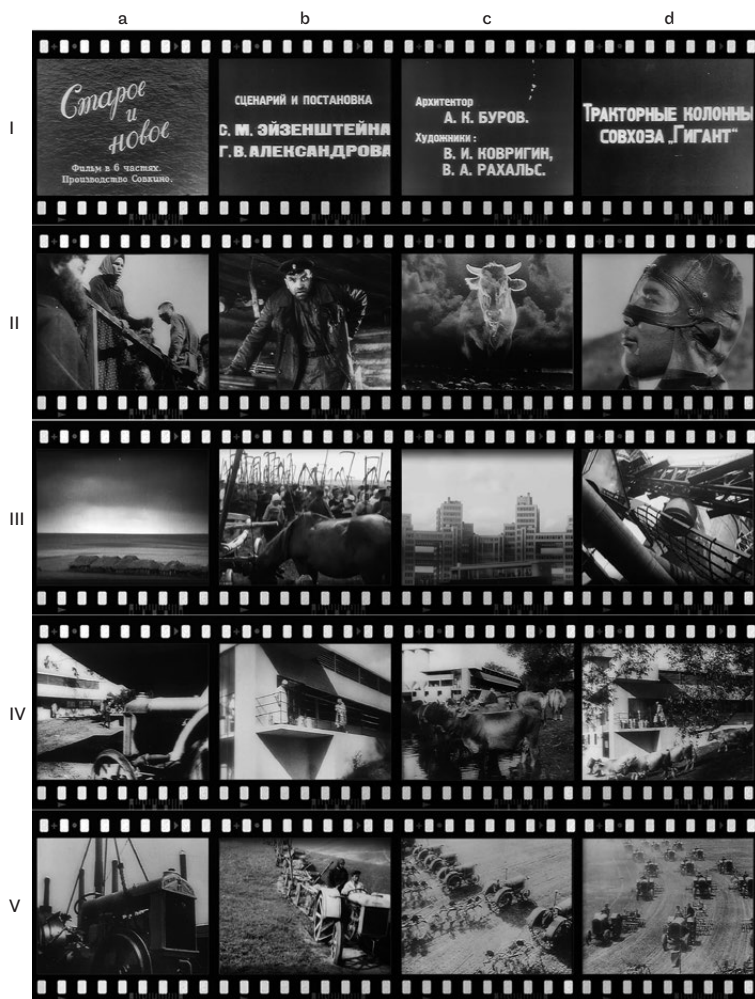 a b c d
I
Старое
и
новое
Фильм в 6 частях.
Производство Совкино.
СЦЕНАРИЙ И ПОСТАНОВКА
С. М. ЭЙЗЕНШТЕЙНА
Г. В. АЛЕКСАНДРОВА
Архитектор
А. К. БУРОВ.
Художники:
В. И. КОВРИГИН,
В. А. РАХАЛЬС.
ТРАКТОРНЫЕ КОЛОННЫ
СОВХОЗА „ГИГАНТ"
II
III
IV
V